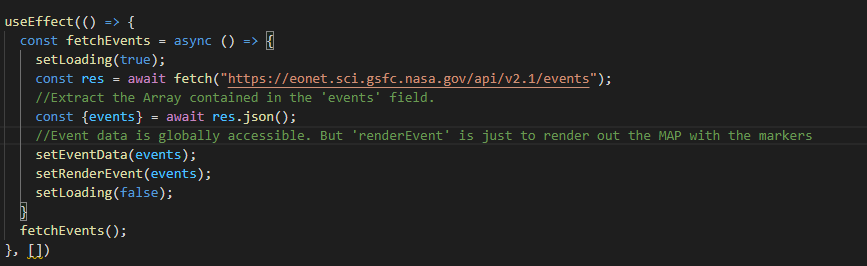 useEffect(() => {
const fetchEvents = async () => {
setLoading(true);
const res = await fetch("https://eonet.sci.gsfc.nasa.gov/api/v2.1/events");
//Extract the Array contained in the 'events' field.
const {events} = await res.json();
//Event data is globally accessible. But 'renderEvent' is just to render out the MAP with the markers
setEventData(events);
setRenderEvent(events);
setLoading(false);
}
fetchEvents();
}, [])